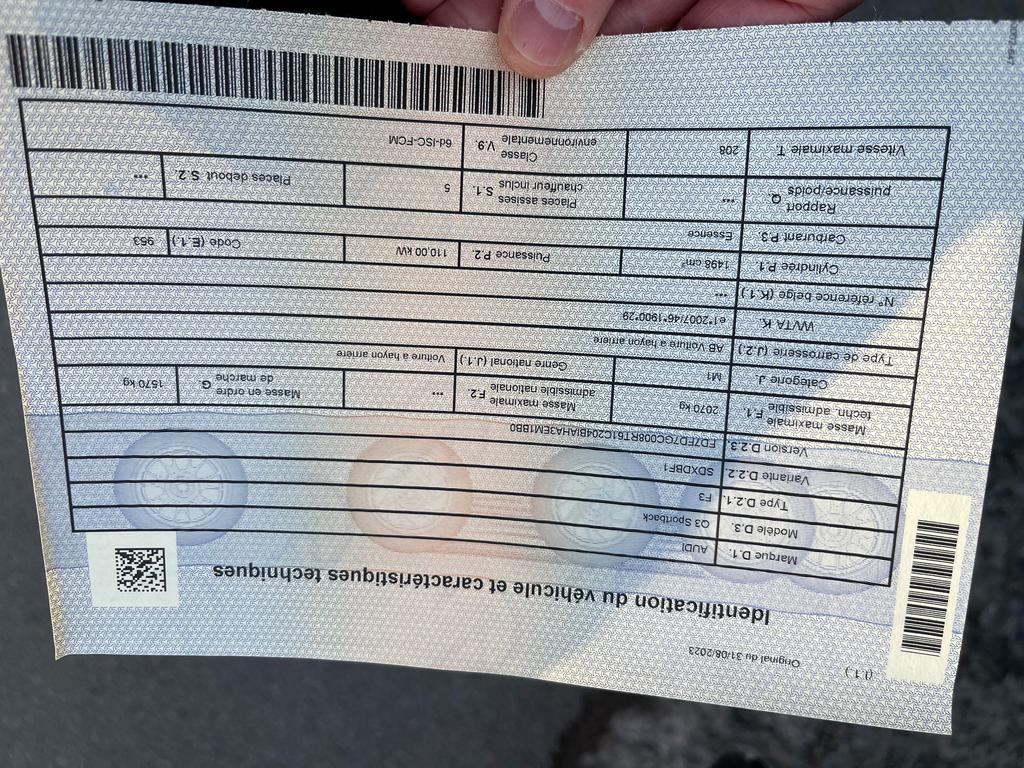 (I.1.)
Original du 31/08/2023
Identification du véhicule et caractéristiques techniques
Marque D.1. AUDI
Modèle D.3. Q3 Sportback
Type D.2.1. F3
Variante D.2.2. SDXDBF1
Version D.2.3. FD7FD7GC008RT61C204BIAHA3EM1BB0
Masse maximale techn. admissible F.1. 2070 kg Masse maximale admissible nationale F.2. *** Masse en ordre de marche G. 1570 kg
Catégorie J. M1 Genre national (J.1.) Voiture à hayon arrière
Type de carrosserie (J.2.) AB Voiture à hayon arrière
WVTA K. e1*2007/46*1900*29
N° référence belge (K.1.) ***
Cylindrée P.1. 1498 cm³ Puissance P.2. 110,00 kW Code (E.1.) 953
Carburant P.3. Essence
Rapport puissance/poids Q. *** Places assises chauffeur inclus S.1. 5 Places debout S.2. ***
Vitesse maximale T. 208 Classe environnementale V.9. 6d-ISC-FCM